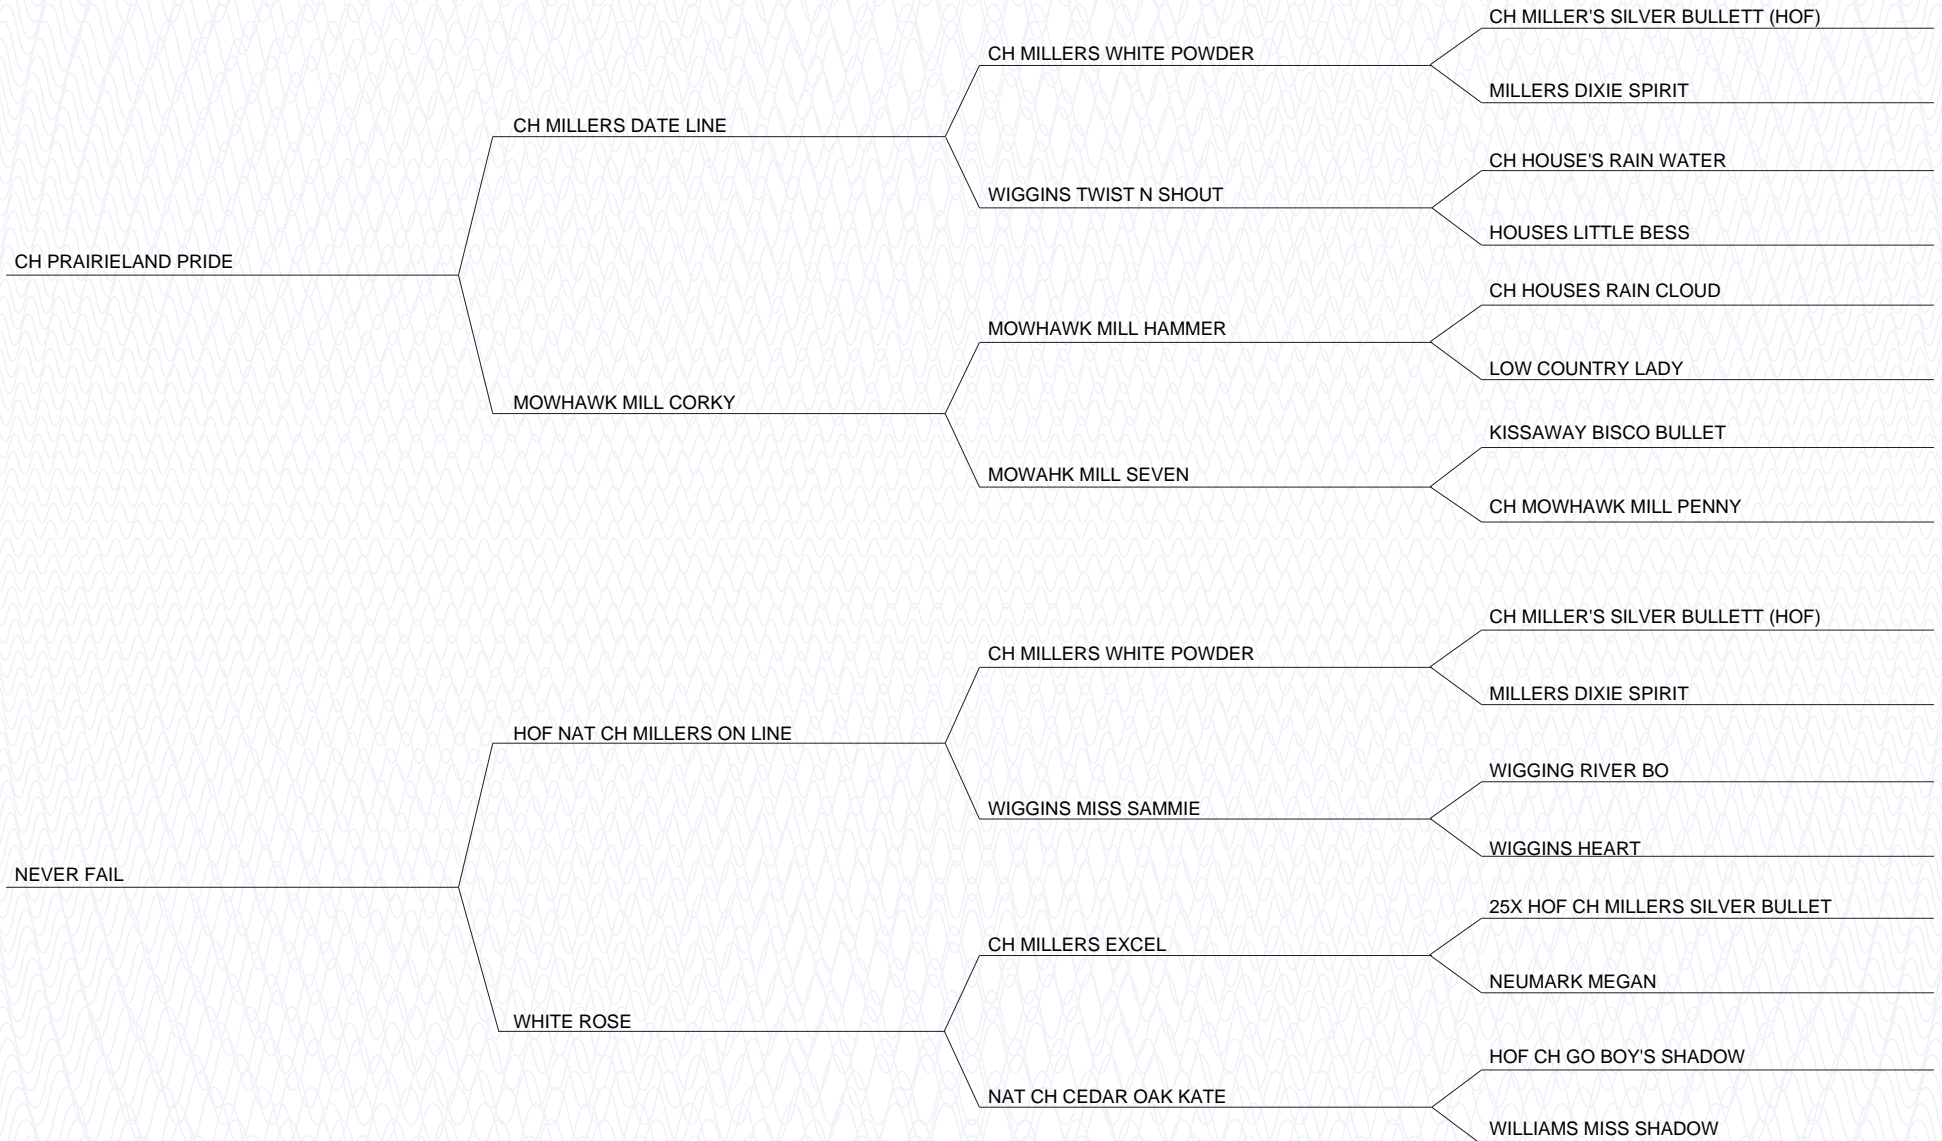 CH MILLER'S SILVER BULLETT (HOF)
CH MILLERS WHITE POWDER
MILLERS DIXIE SPIRIT
CH MILLERS DATE LINE
CH HOUSE'S RAIN WATER
WIGGINS TWIST N SHOUT
HOUSES LITTLE BESS
CH PRAIRIELAND PRIDE
CH HOUSES RAIN CLOUD
MOWHAWK MILL HAMMER
LOW COUNTRY LADY
MOWHAWK MILL CORKY
KISSAWAY BISCO BULLET
MOWAHK MILL SEVEN
CH MOWHAWK MILL PENNY
CH MILLER'S SILVER BULLETT (HOF)
CH MILLERS WHITE POWDER
MILLERS DIXIE SPIRIT
HOF NAT CH MILLERS ON LINE
WIGGING RIVER BO
WIGGINS MISS SAMMIE
WIGGINS HEART
NEVER FAIL
25X HOF CH MILLERS SILVER BULLET
CH MILLERS EXCEL
NEUMARK MEGAN
WHITE ROSE
HOF CH GO BOY'S SHADOW
NAT CH CEDAR OAK KATE
WILLIAMS MISS SHADOW